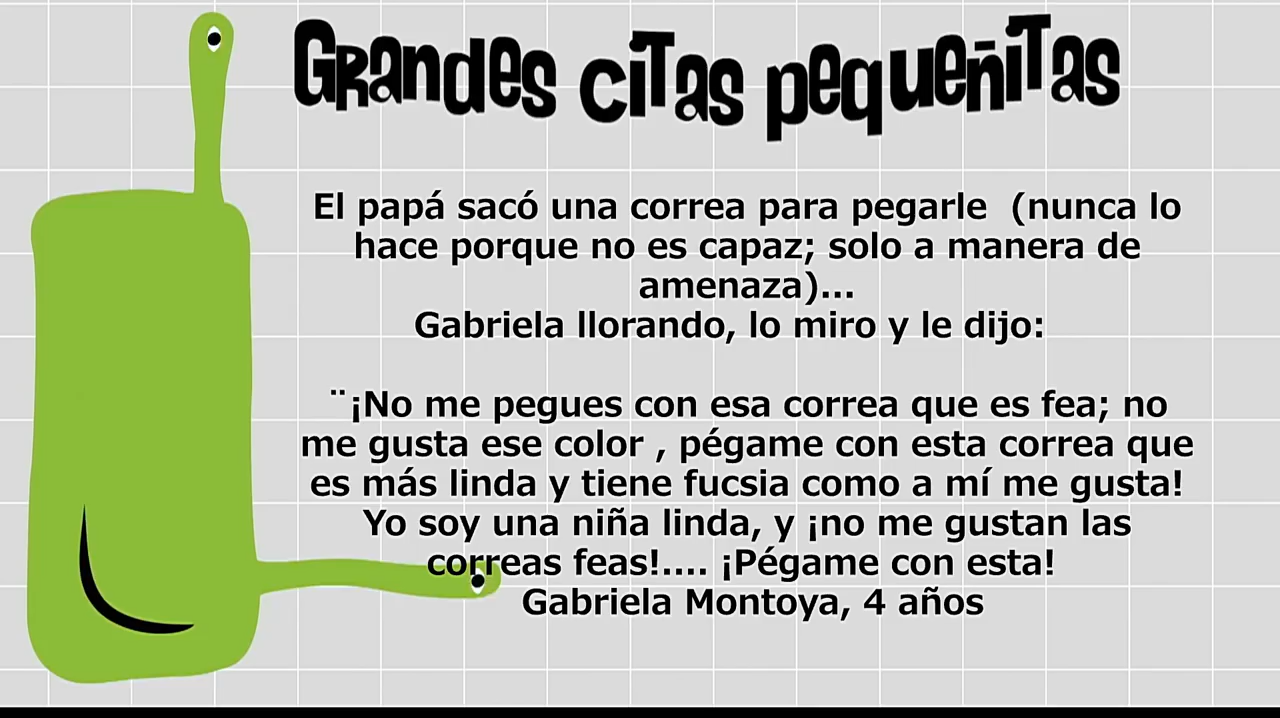 Grandes citas pequeñitas
El papá sacó una correa para pegarle  (nunca lo
hace porque no es capaz; solo a manera de
amenaza)...
Gabriela llorando, lo miro y le dijo:
¨¡No me pegues con esa correa que es fea; no
me gusta ese color , pégame con esta correa que
es más linda y tiene fucsia como a mí me gusta!
Yo soy una niña linda, y ¡no me gustan las
correas feas!.... ¡Pégame con esta!
Gabriela Montoya, 4 años